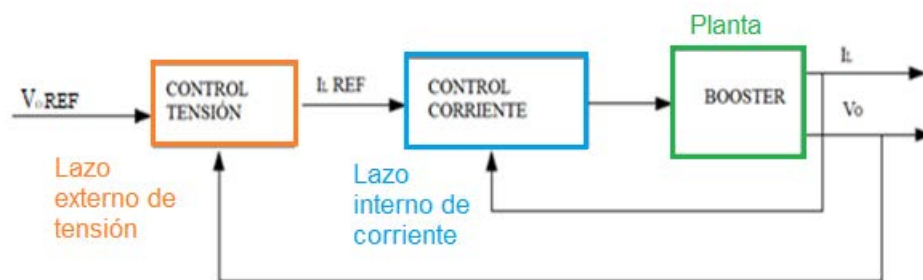 Planta
VoREF
CONTROL
TENSIÓN
IL REF
CONTROL
CORRIENTE
BOOSTER
IL
Vo
Lazo
externo de
tensión
Lazo
interno de
corriente